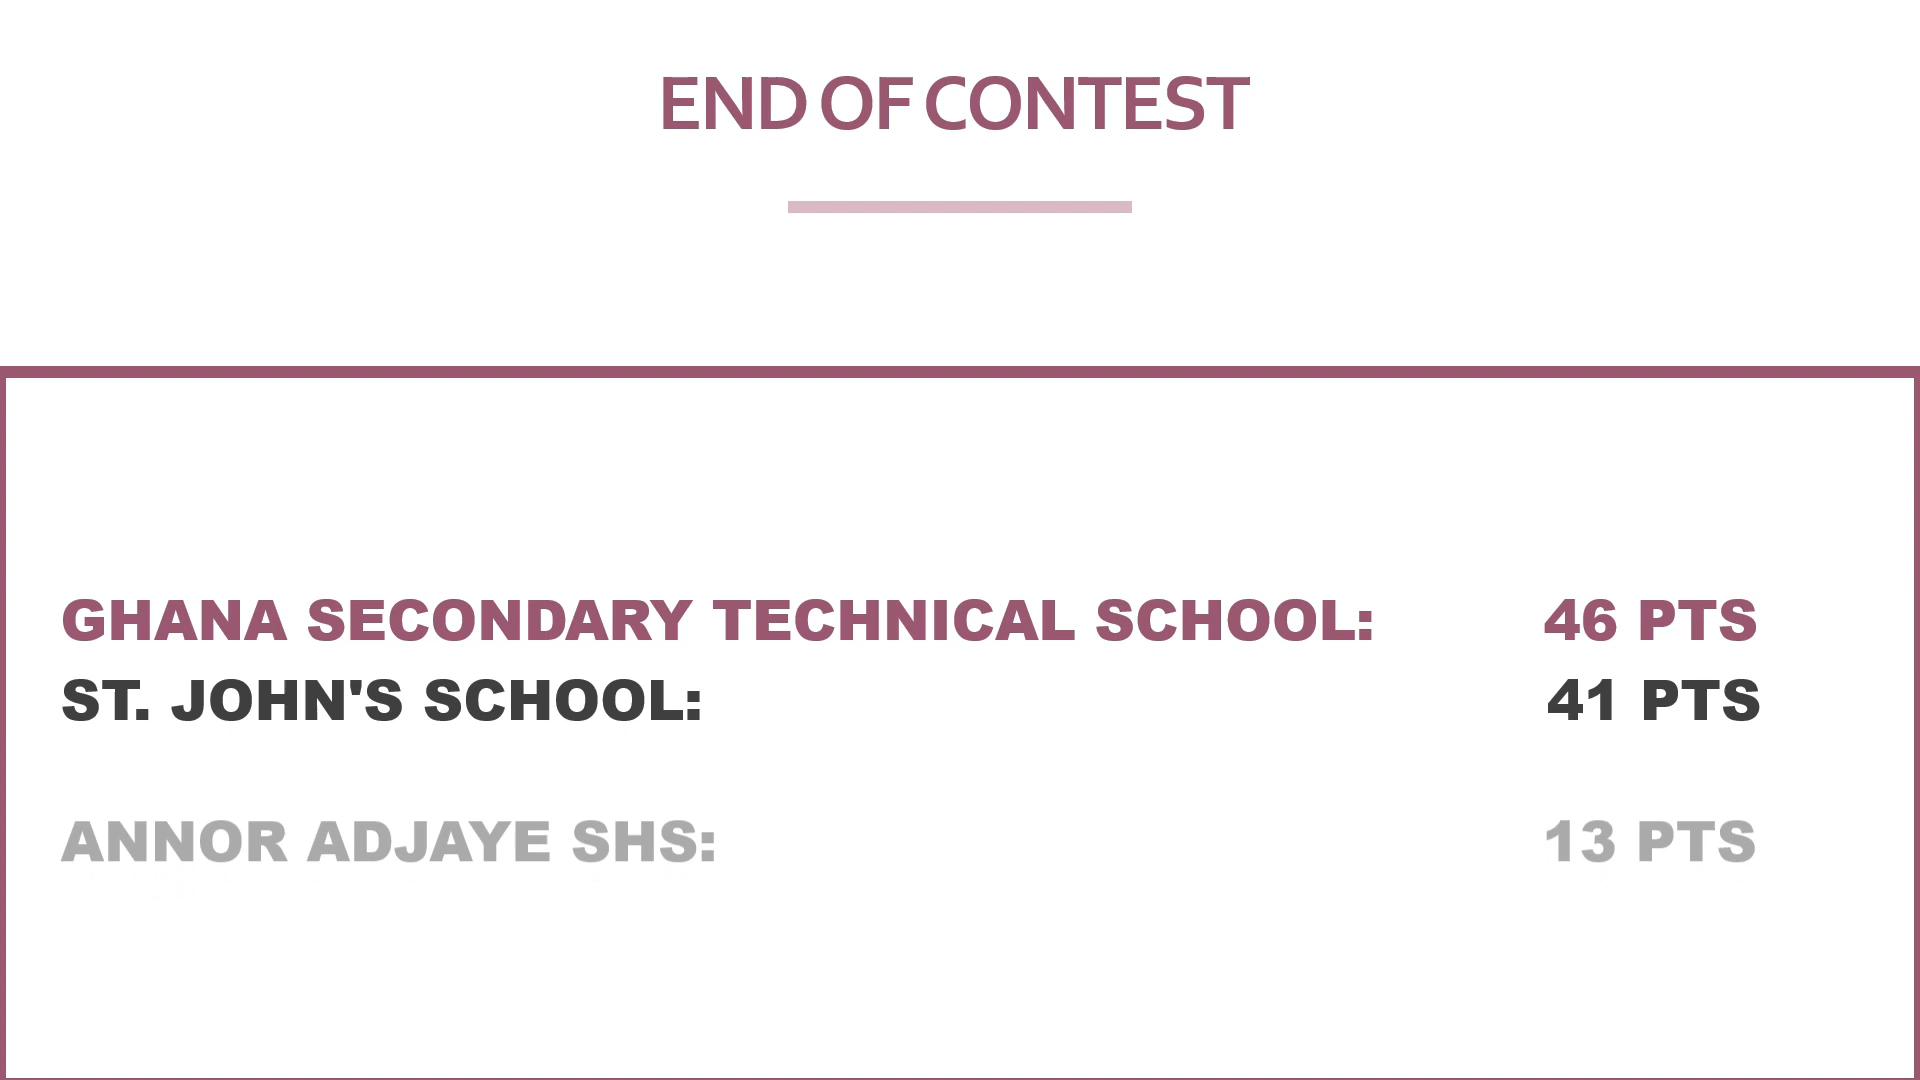 END OF CONTEST
GHANA SECONDARY TECHNICAL SCHOOL: 46 PTS
ST. JOHN'S SCHOOL: 41 PTS
ANNOR ADJAYE SHS: 13 PTS